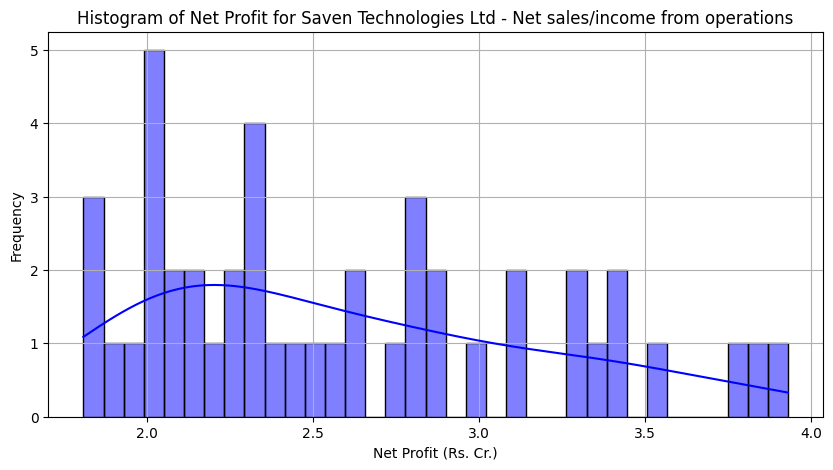 Histogram of Net Profit for Saven Technologies Ltd - Net sales/income from operations
5
4
3
2
1
0
Frequency
2.0 2.5 3.0 3.5 4.0
Net Profit (Rs. Cr.)